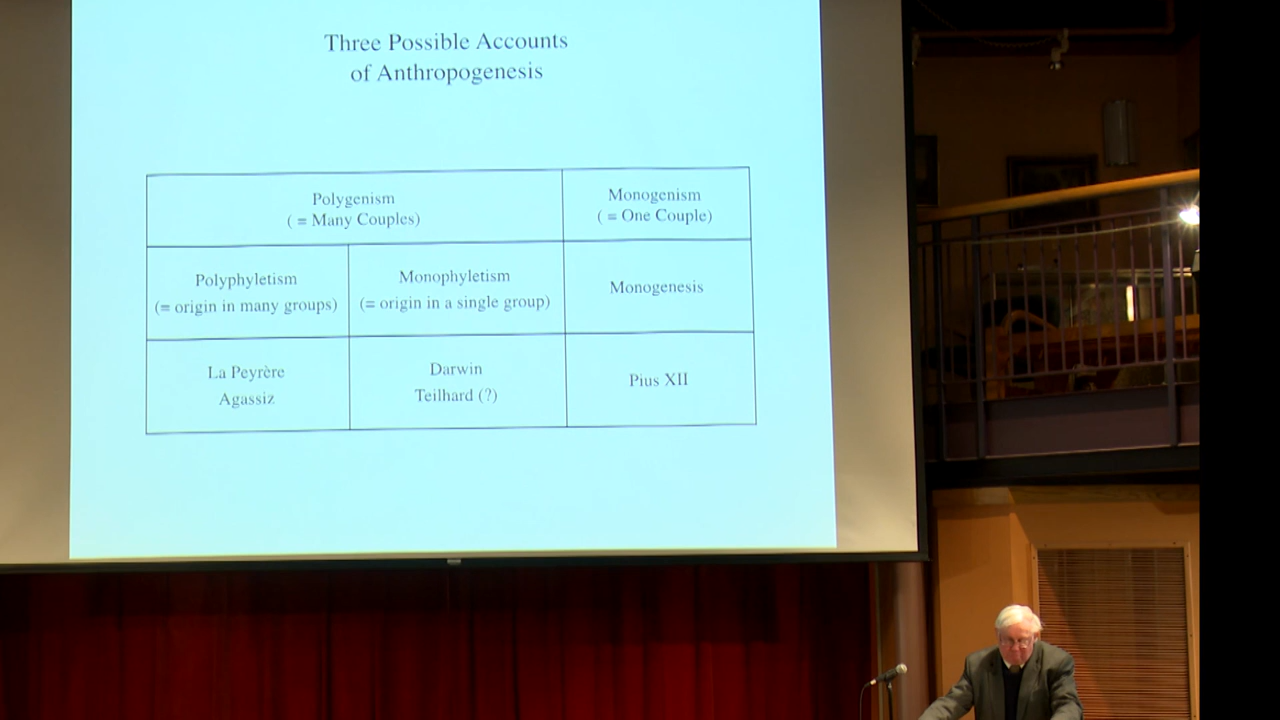 Three Possible Accounts
of Anthropogenesis
Polygenism
( = Many Couples)
Monogenism
( = One Couple)
Polyphyletism
(= origin in many groups)
Monophyletism
(= origin in a single group)
Monogenesis
La Peyrère
Agassiz
Darwin
Teilhard (?)
Pius XII